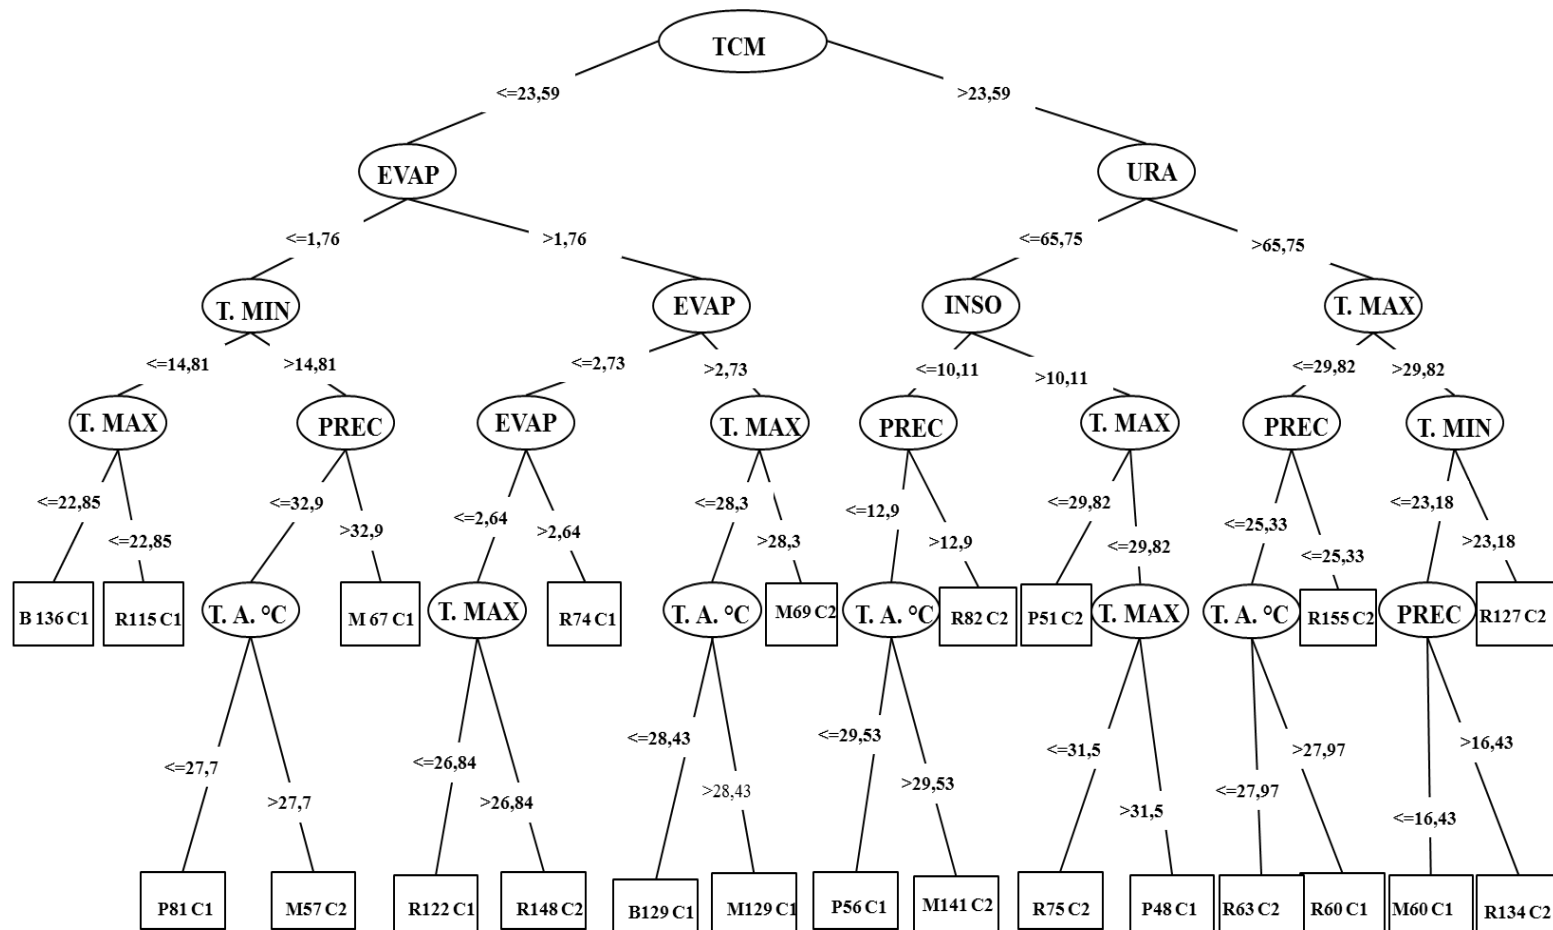 TCM
<=23,59
>23,59
EVAP
URA
<=1,76
>1,76
<=65,75
>65,75
T. MIN
EVAP
INSO
T. MAX
<=14,81
>14,81
<=2,73
>2,73
<=10,11
>10,11
<=29,82
>29,82
T. MAX
PREC
EVAP
T. MAX
PREC
T. MAX
PREC
T. MIN
<=22,85
<=22,85
<=32,9
>32,9
<=2,64
>2,64
<=28,3
>28,3
<=12,9
>12,9
<=29,82
<=29,82
<=25,33
<=25,33
<=23,18
>23,18
B 136 C1
R115 C1
T. A. °C
M 67 C1
T. MAX
R74 C1
T. A. °C
M69 C2
T. A. °C
R82 C2
P51 C2
T. MAX
T. A. °C
R155 C2
PREC
R127 C2
<=27,7
>27,7
<=26,84
>26,84
<=28,43
>28,43
<=29,53
>29,53
<=31,5
>31,5
<=27,97
>27,97
<=16,43
>16,43
P81 C1
M57 C2
R122 C1
R148 C2
B129 C1
M129 C1
P56 C1
M141 C2
R75 C2
P48 C1
R63 C2
R60 C1
M60 C1
R134 C2